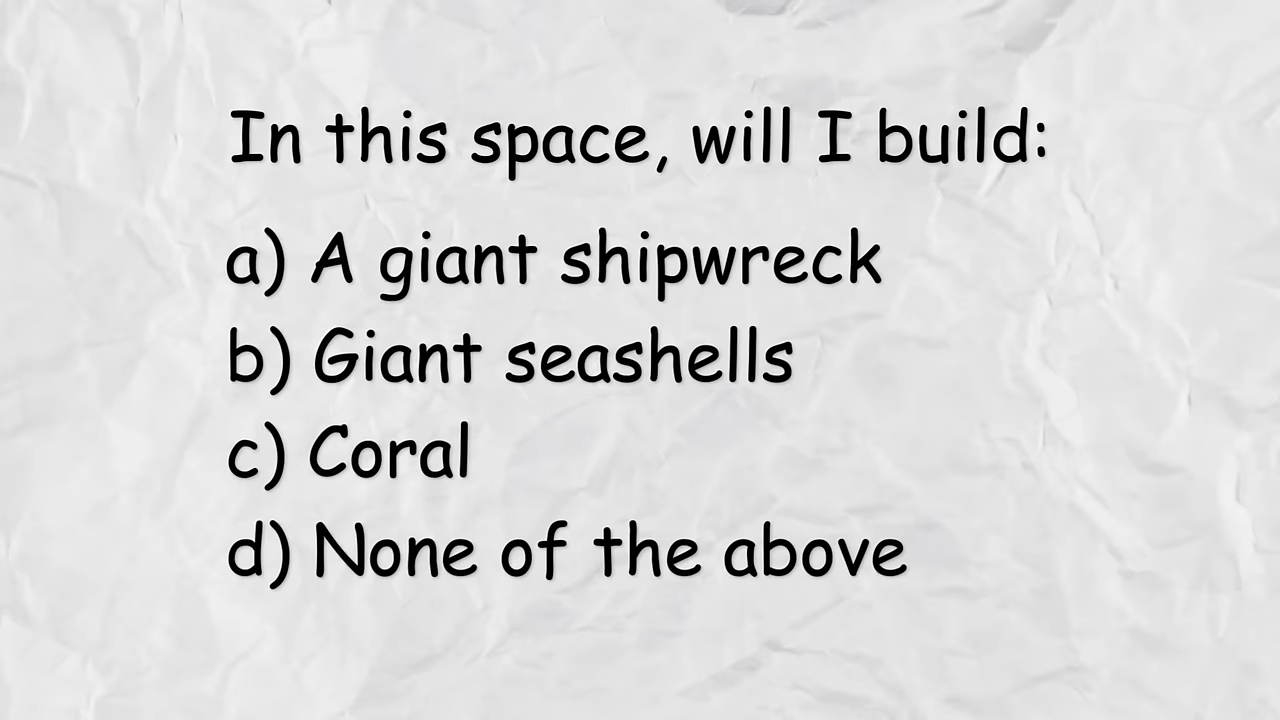 In this space, will I build:
a) A giant shipwreck
b) Giant seashells
c) Coral
d) None of the above